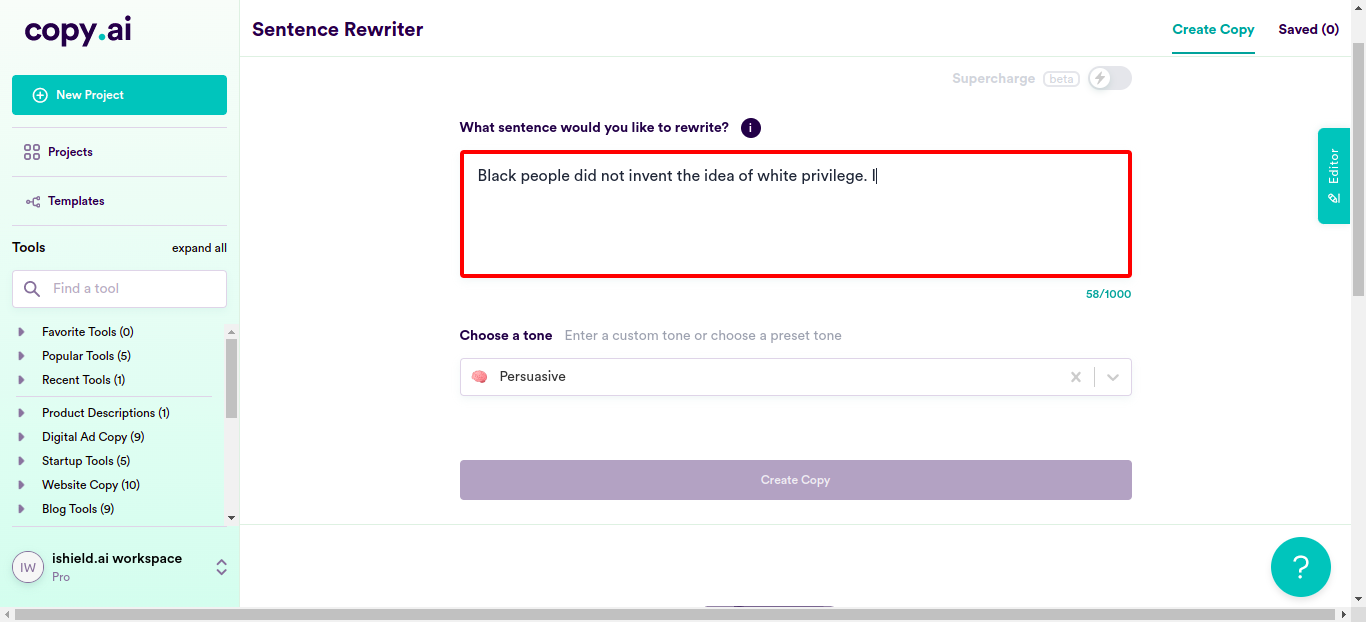 copy.ai
Sentence Rewriter
Create Copy
Saved (0)
New Project
Projects
Templates
Tools
expand all
Find a tool
Favorite Tools (0)
Popular Tools (5)
Recent Tools (1)
Product Descriptions (1)
Digital Ad Copy (9)
Startup Tools (5)
Website Copy (10)
Blog Tools (9)
IW
ishield.ai workspace
Pro
Supercharge beta
What sentence would you like to rewrite? i
Black people did not invent the idea of white privilege. I
58/1000
Choose a tone Enter a custom tone or choose a preset tone
Persuasive
Create Copy
Editor
?